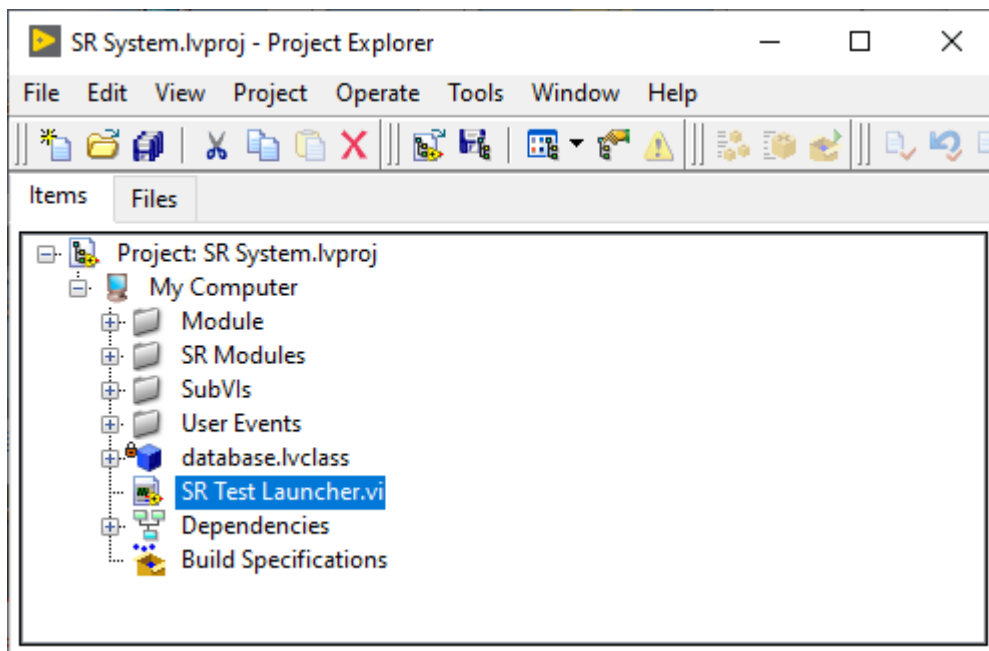 SR System.lvproj - Project Explorer
File Edit View Project Operate Tools Window Help
Items Files
Project: SR System.lvproj
My Computer
Module
SR Modules
SubVIs
User Events
database.lvclass
SR Test Launcher.vi
Dependencies
Build Specifications